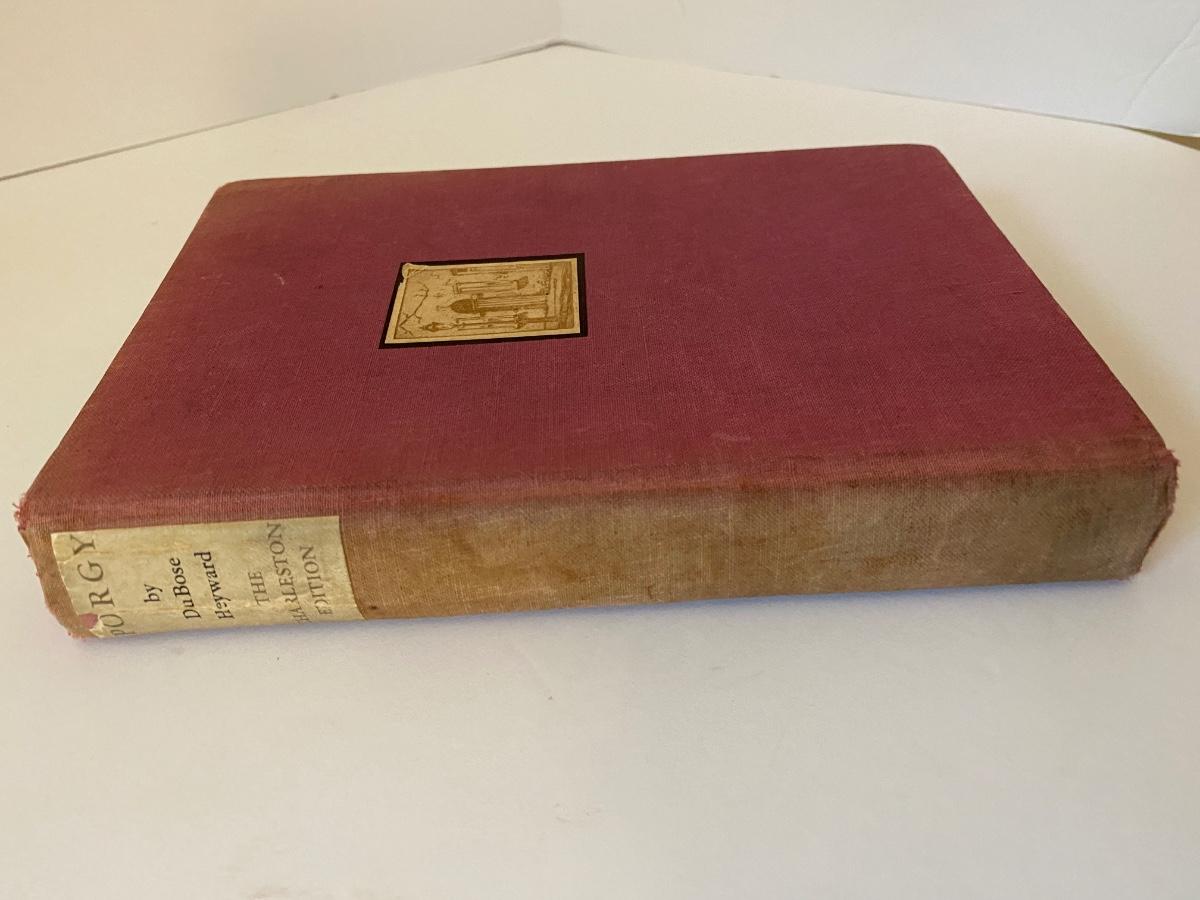 PORGY
by
DuBose
Heyward
THE
CHARLESTON
EDITION